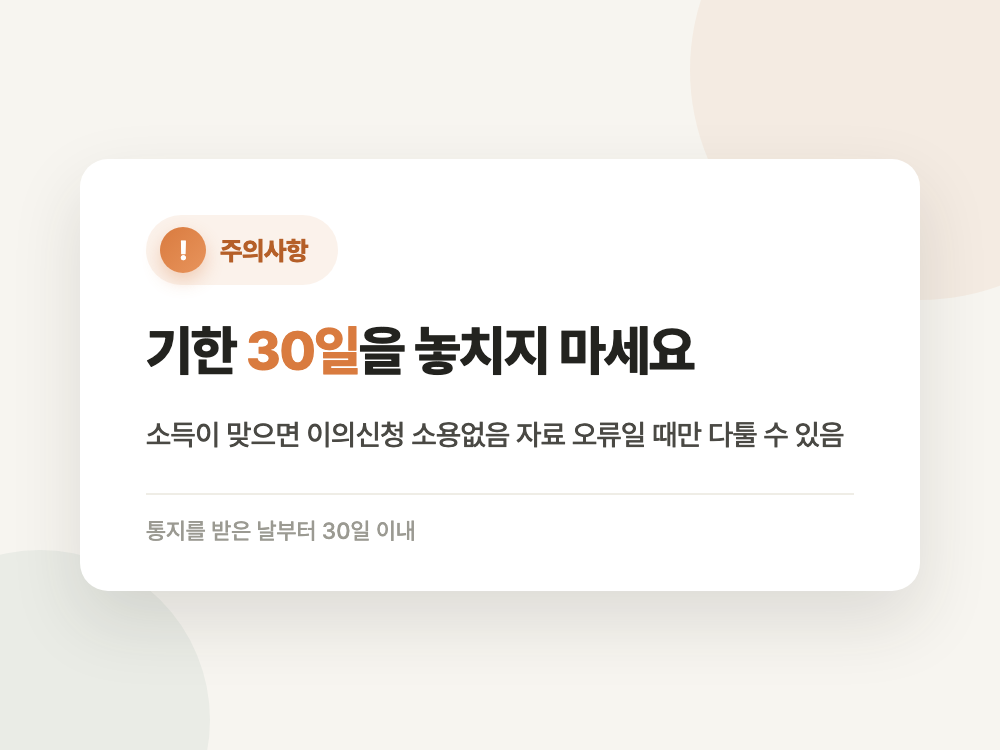 !
주의사항
기한 30일을 놓치지 마세요
소득이 맞으면 이의신청 소용없음 자료 오류일 때만 다툴 수 있음
통지를 받은 날부터 30일 이내